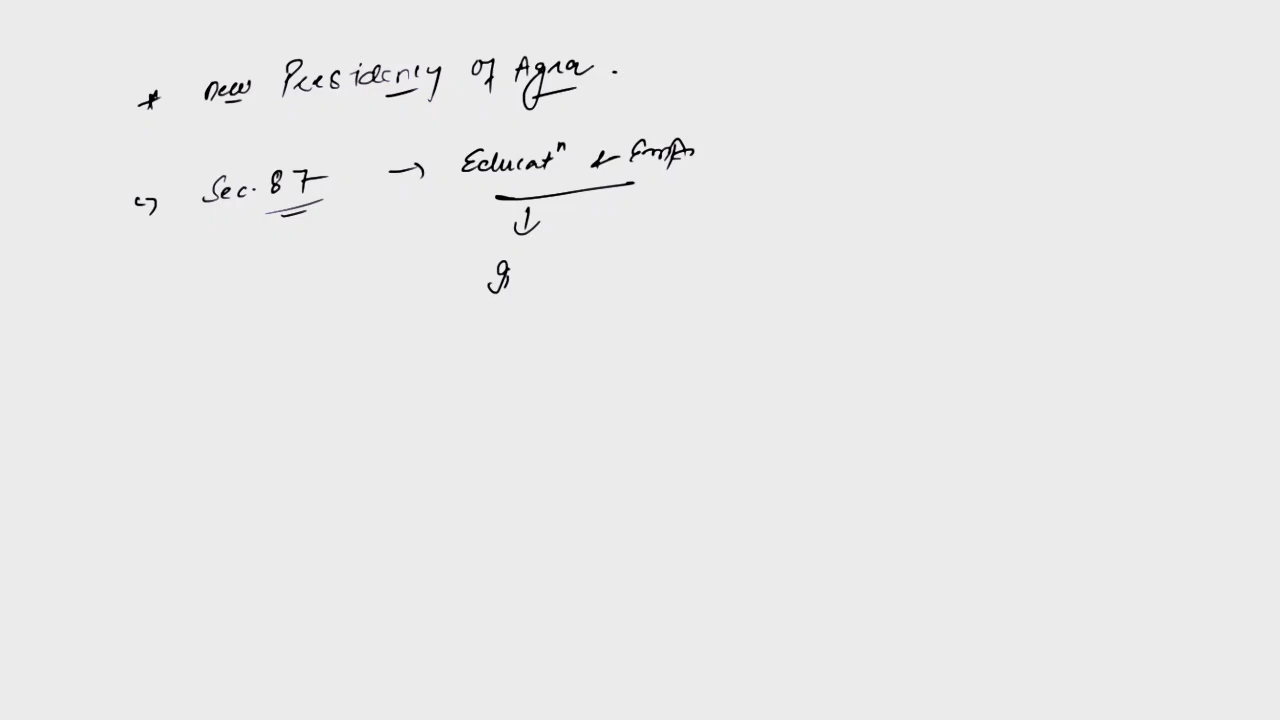 * new Presidency of Agra.
↪ Sec. 87 → Educatⁿ &
↓